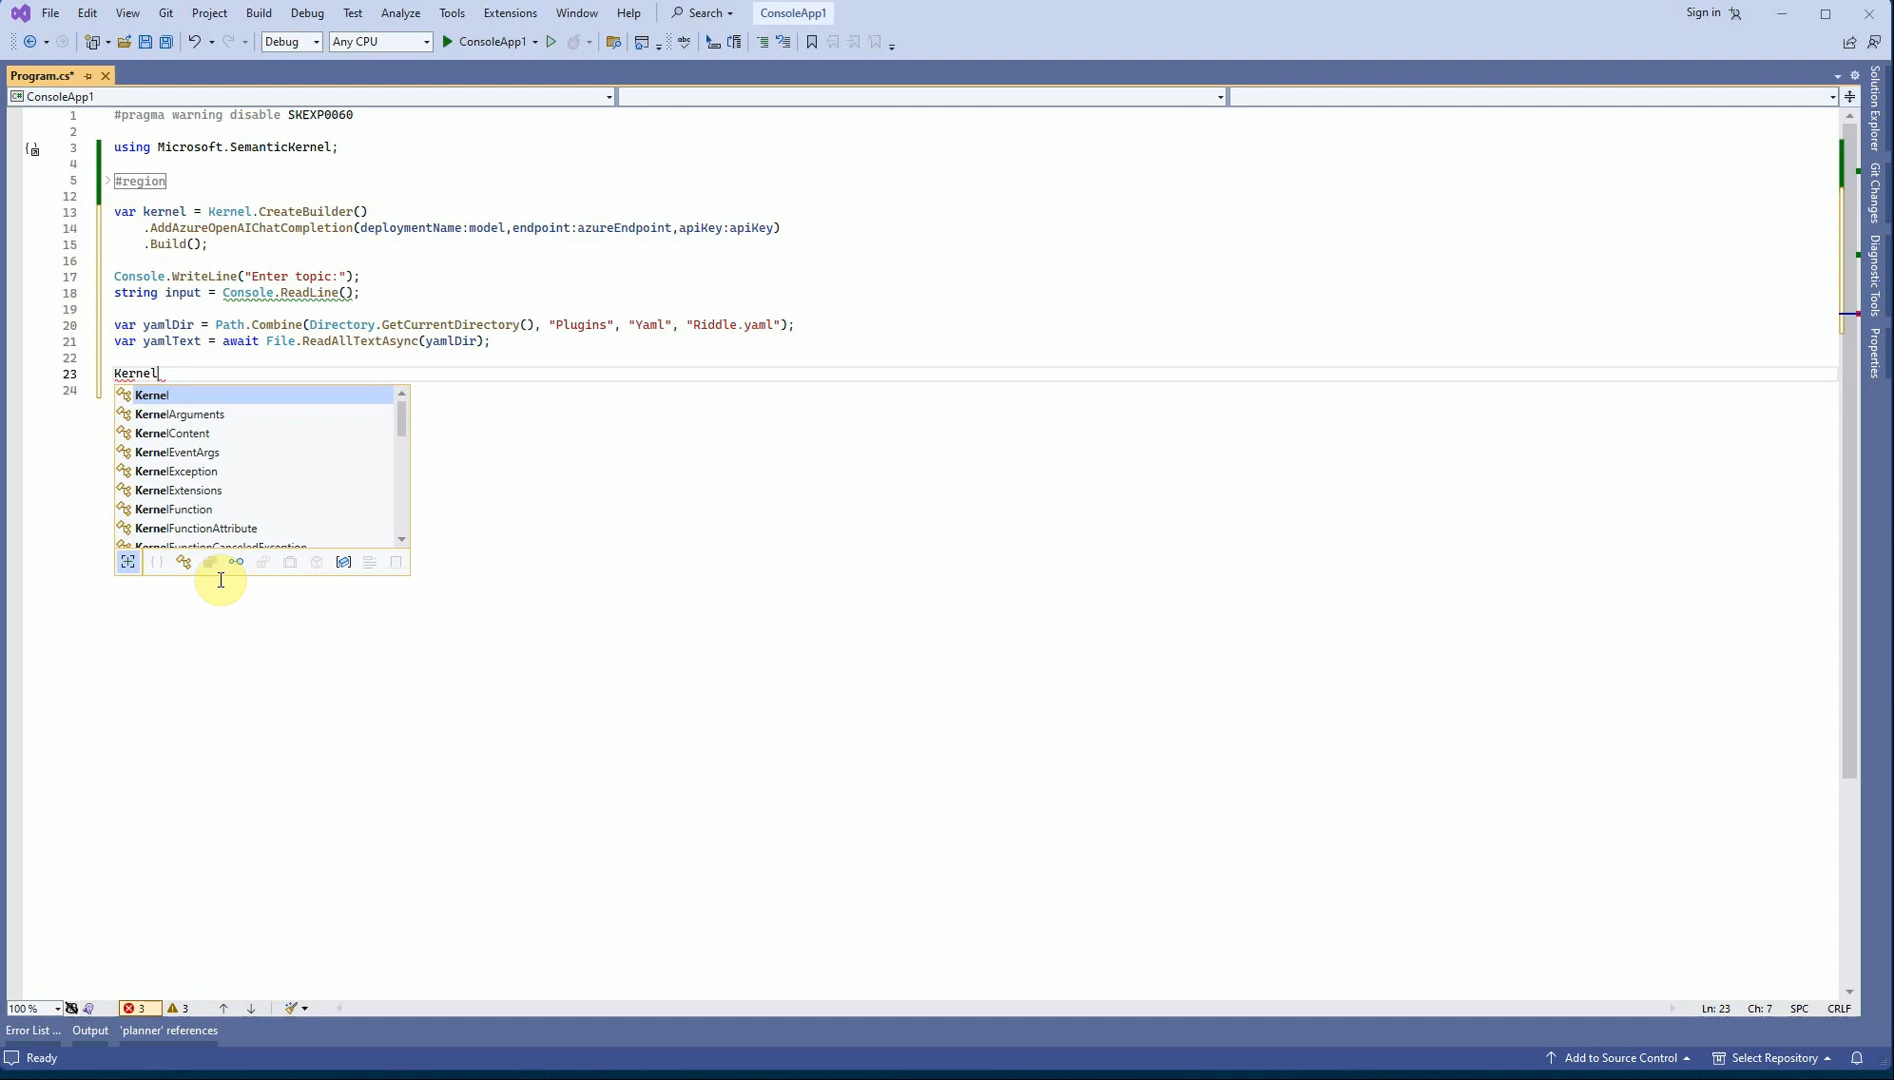 File Edit View Git Project Build Debug Test Analyze Tools Extensions Window Help Search ConsoleApp1 Sign in
Debug Any CPU ConsoleApp1
Program.cs*
C# ConsoleApp1
1 #pragma warning disable SKEXP0060
2
3 using Microsoft.SemanticKernel;
4
5 #region
12
13 var kernel = Kernel.CreateBuilder()
14 .AddAzureOpenAIChatCompletion(deploymentName:model,endpoint:azureEndpoint,apiKey:apiKey)
15 .Build();
16
17 Console.WriteLine("Enter topic:");
18 string input = Console.ReadLine();
19
20 var yamlDir = Path.Combine(Directory.GetCurrentDirectory(), "Plugins", "Yaml", "Riddle.yaml");
21 var yamlText = await File.ReadAllTextAsync(yamlDir);
22
23 Kernel
24
Kernel
KernelArguments
KernelContent
KernelEventArgs
KernelException
KernelExtensions
KernelFunction
KernelFunctionAttribute
KernelFunctionCanceledException
Solution Explorer
Git Changes
Diagnostic Tools
Properties
100 % 3 3 Ln: 23 Ch: 7 SPC CRLF
Error List ... Output 'planner' references
Ready Add to Source Control Select Repository